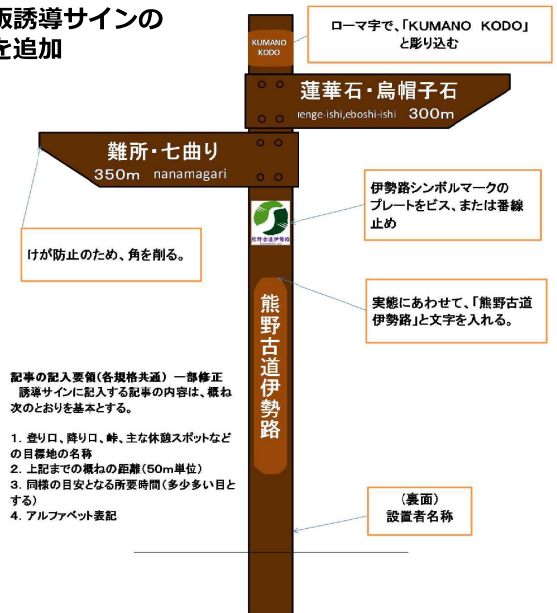 板誘導サインの
を追加
ローマ字で、「KUMANO KODO」
と彫り込む
KUMANO
KODO
蓮華石・烏帽子石
renge-ishi,eboshi-ishi 300m
難所・七曲り
350m nanamagari
伊勢路シンボルマークの
プレートをビス、または番線
止め
熊野古道伊勢路
けが防止のため、角を削る。
実態にあわせて、「熊野古道
伊勢路」と文字を入れる。
熊野古道伊勢路
記事の記入要領(各規格共通) 一部修正
誘導サインに記入する記事の内容は、概ね
次のとおりを基本とする。
1. 登り口、降り口、峠、主な休憩スポットなど
の目標地の名称
2. 上記までの概ねの距離(50m単位)
3. 同様の目安となる所要時間(多少多い目と
する)
4. アルファベット表記
(裏面)
設置者名称